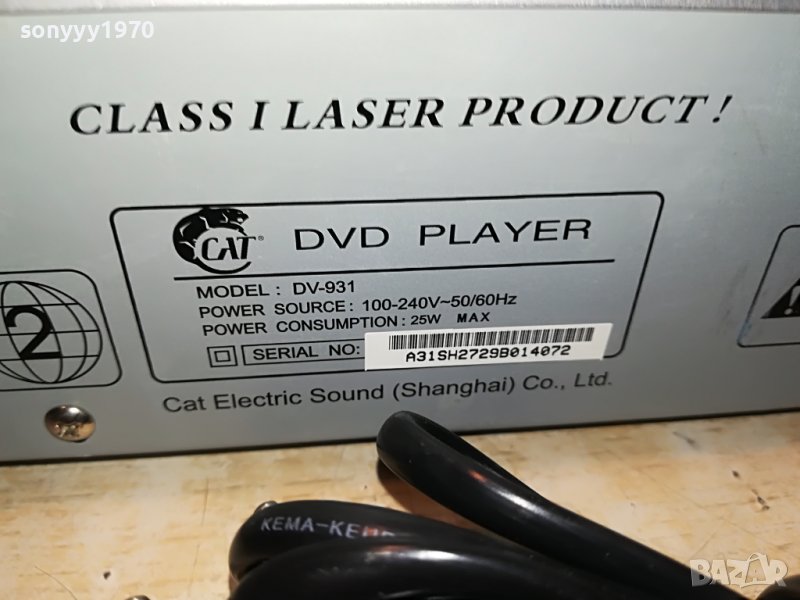 sonyyy1970
CLASS I LASER PRODUCT!
CAT® DVD PLAYER
MODEL : DV-931
POWER SOURCE : 100-240V~50/60Hz
POWER CONSUMPTION : 25W MAX
SERIAL NO:
A31SH2729B014072
2
Cat Electric Sound (Shanghai) Co., Ltd.
KEMA-KEUR
BAZAR